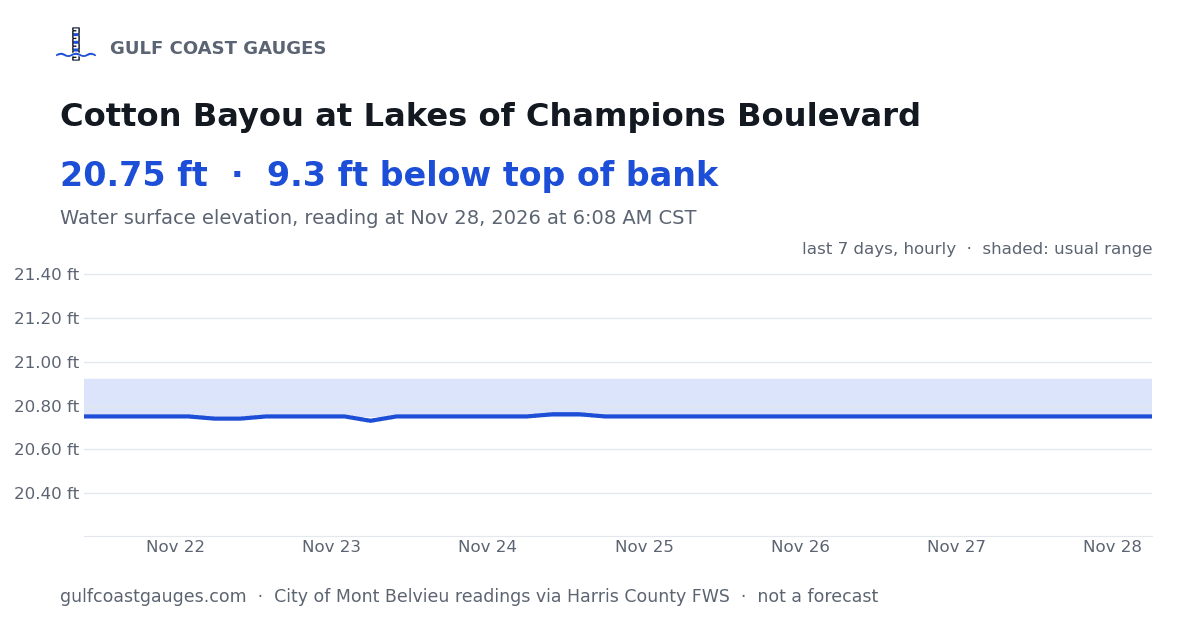 GULF COAST GAUGES
Cotton Bayou at Lakes of Champions Boulevard
20.75 ft · 9.3 ft below top of bank
Water surface elevation, reading at Nov 28, 2026 at 6:08 AM CST
last 7 days, hourly · shaded: usual range
21.40 ft
21.20 ft
21.00 ft
20.80 ft
20.60 ft
20.40 ft
Nov 22 Nov 23 Nov 24 Nov 25 Nov 26 Nov 27 Nov 28
gulfcoastgauges.com · City of Mont Belvieu readings via Harris County FWS · not a forecast